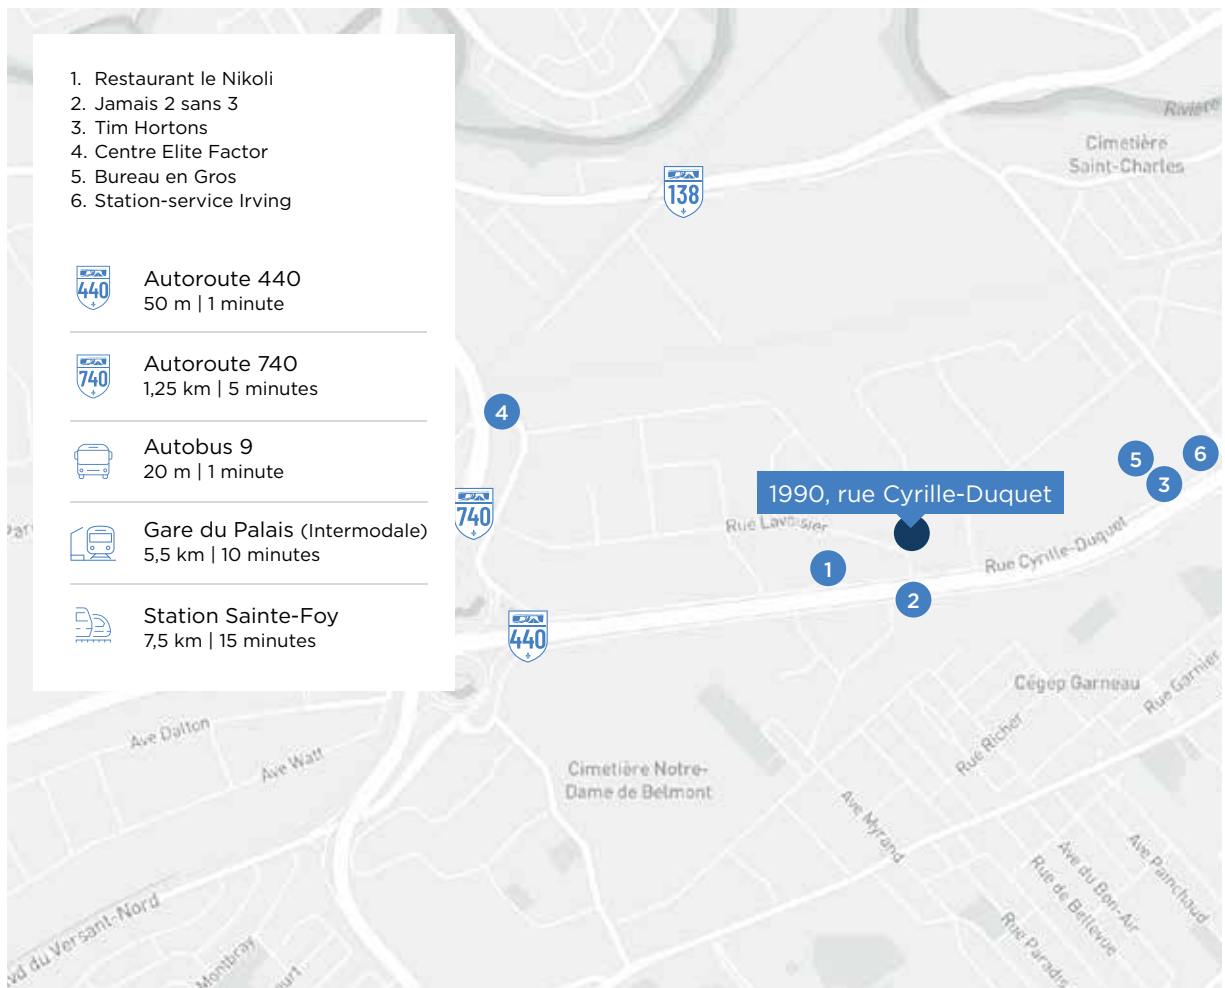 1. Restaurant le Nikoli
2. Jamais 2 sans 3
3. Tim Hortons
4. Centre Elite Factor
5. Bureau en Gros
6. Station-service Irving
440
Autoroute 440
50 m | 1 minute
740
Autoroute 740
1,25 km | 5 minutes
Autobus 9
20 m | 1 minute
Gare du Palais (Intermodale)
5,5 km | 10 minutes
Station Sainte-Foy
7,5 km | 15 minutes
Rivière
Cimetière
Saint-Charles
138
4
5
6
3
740
1990, rue Cyrille-Duquet
Rue Lavoisier
Rue Cyrille-Duquet
1
2
440
Cégep Garneau
Rue Garnier
Rue Richer
Ave Dalton
Ave Watt
Cimetière Notre-
Dame de Belmont
Ave Myrand
Ave du Bon-Air
Ave Painchaud
Rue de Bellevue
Rue Paradis
vd du Versant-Nord
Montbray